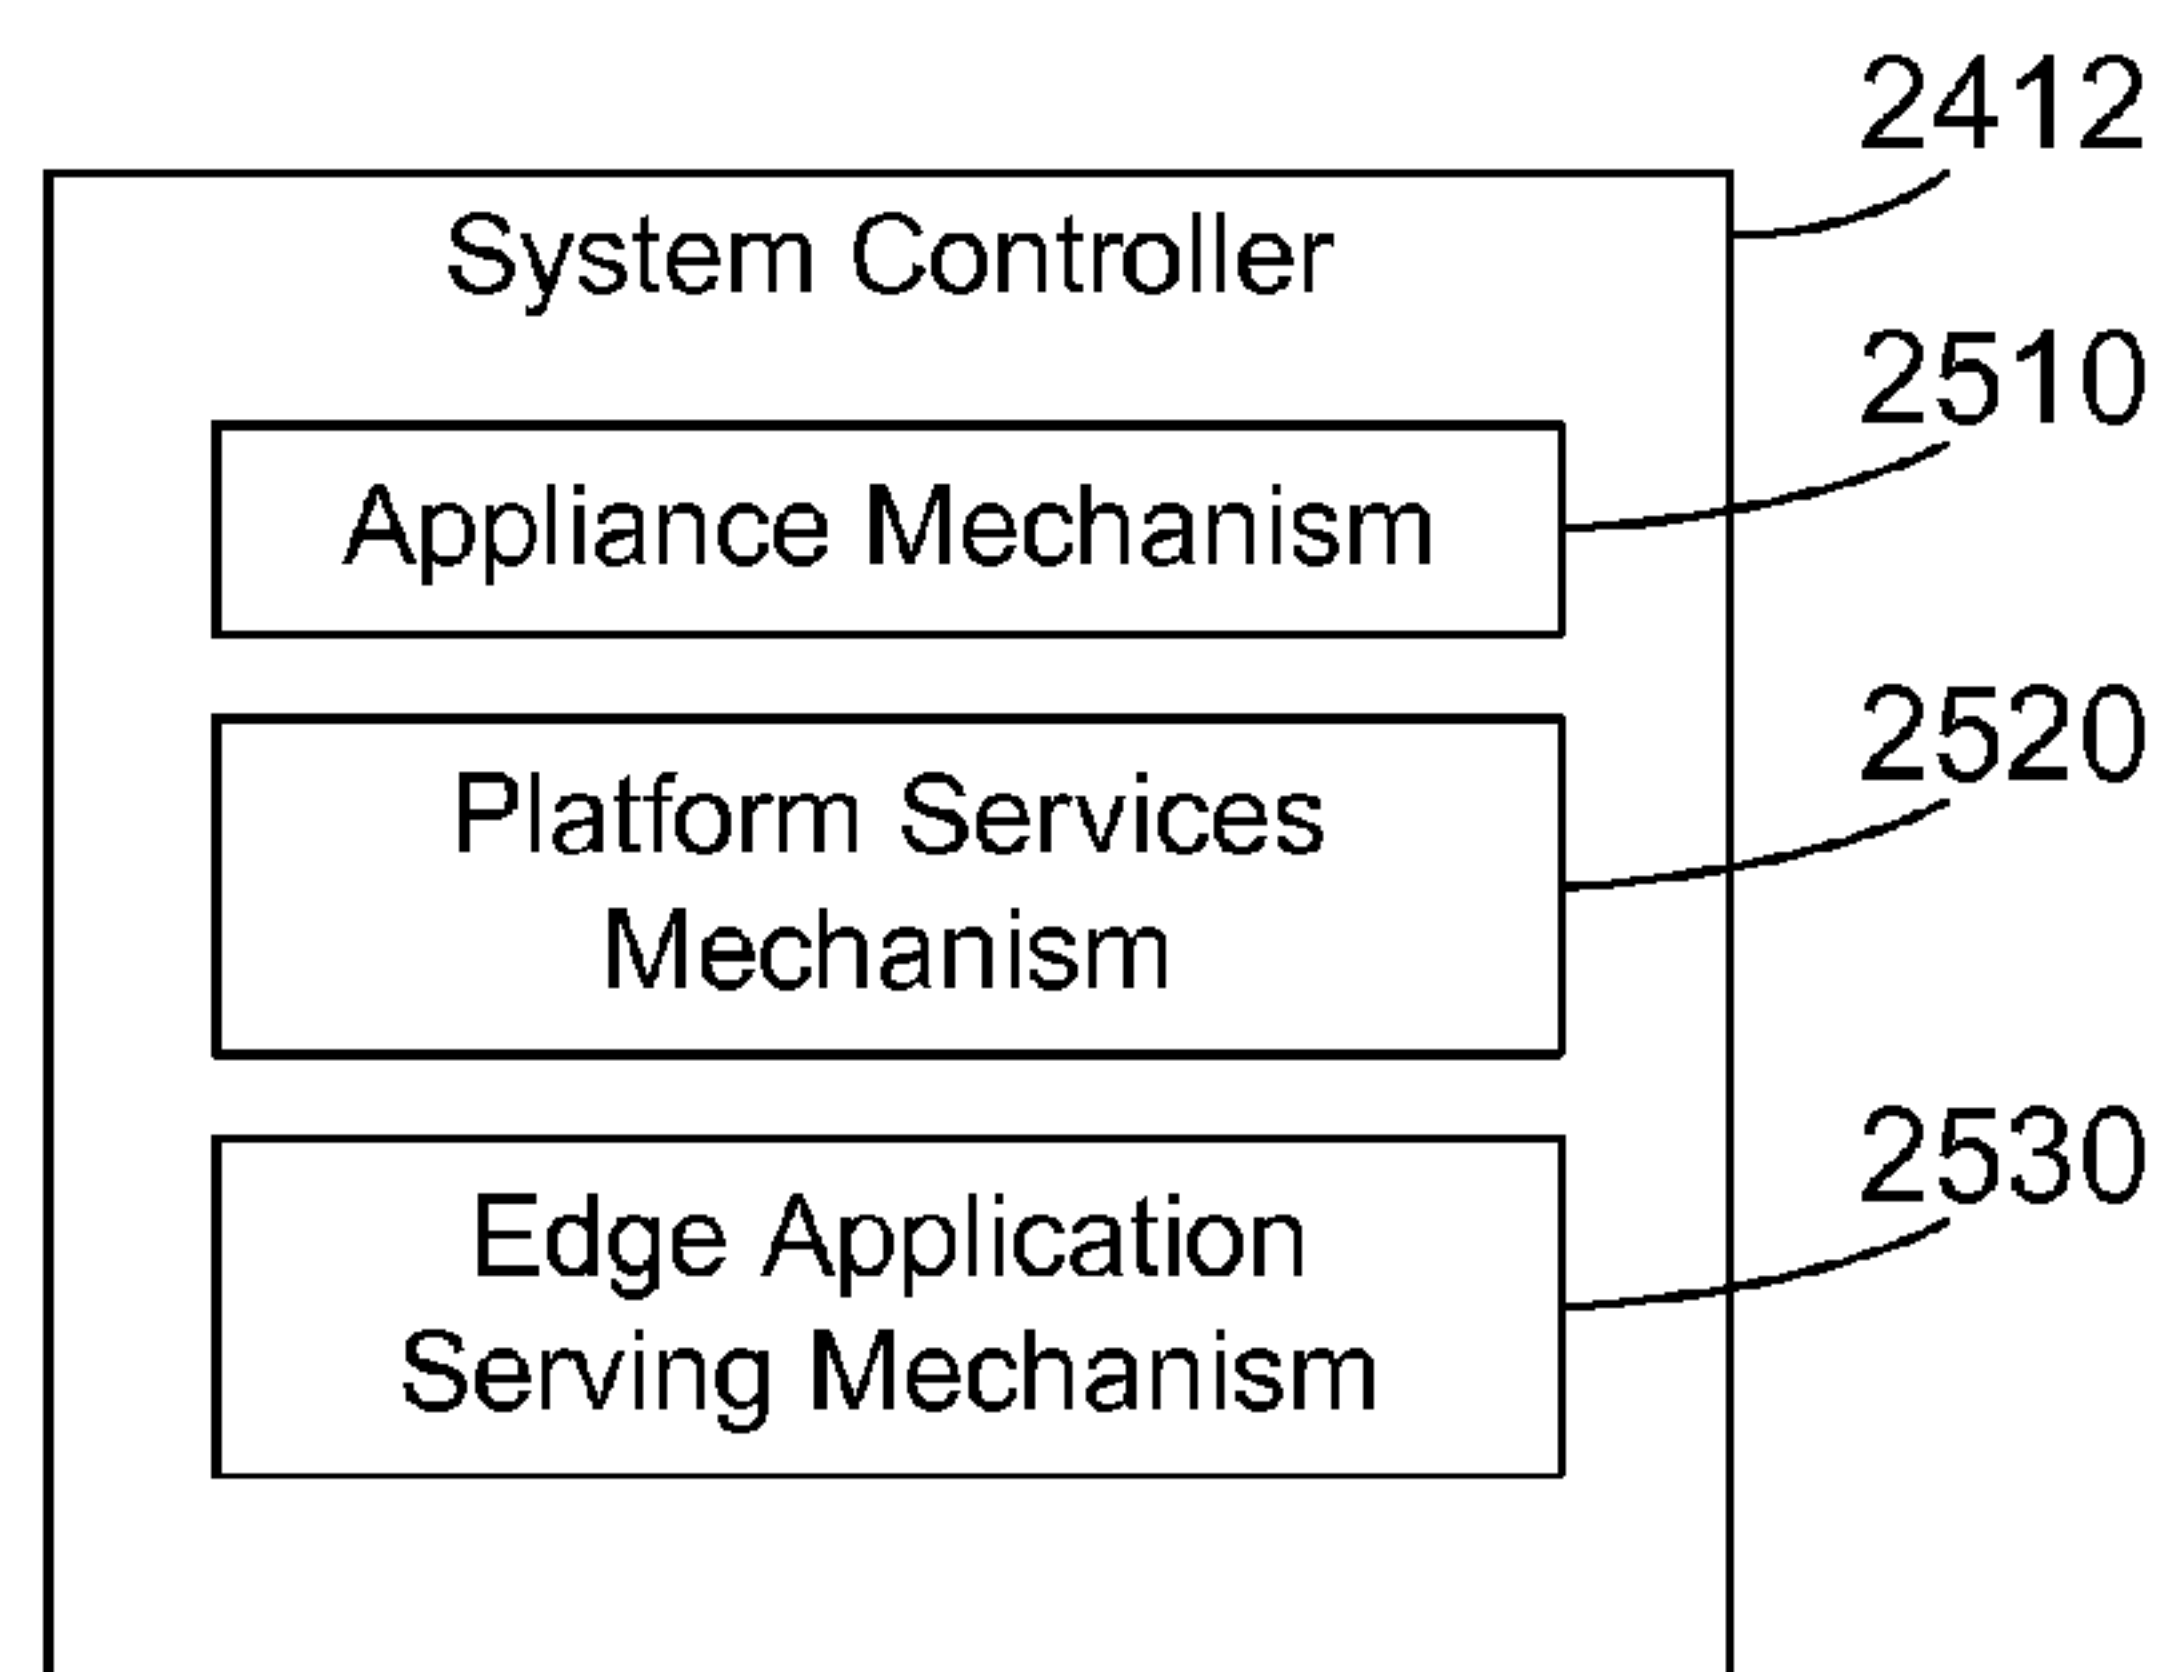 2412
System Controller
2510
Appliance Mechanism
2520
Platform Services
Mechanism
2530
Edge Application
Serving Mechanism